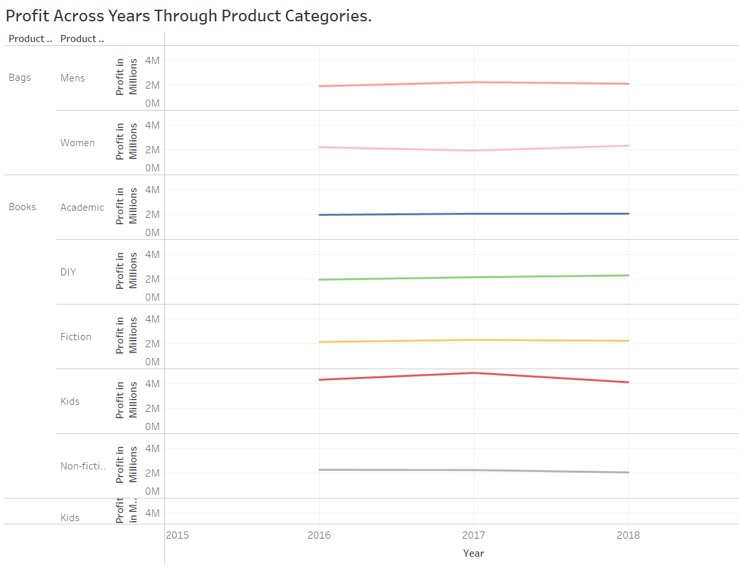 Profit Across Years Through Product Categories.
Product .. Product ..
Bags Mens Profit in Millions 4M 2M 0M
Women Profit in Millions 4M 2M 0M
Books Academic Profit in Millions 4M 2M 0M
DIY Profit in Millions 4M 2M 0M
Fiction Profit in Millions 4M 2M 0M
Kids Profit in Millions 4M 2M 0M
Non-ficti.. Profit in Millions 4M 2M 0M
Kids Profit in M.. 4M
2015 2016 2017 2018
Year